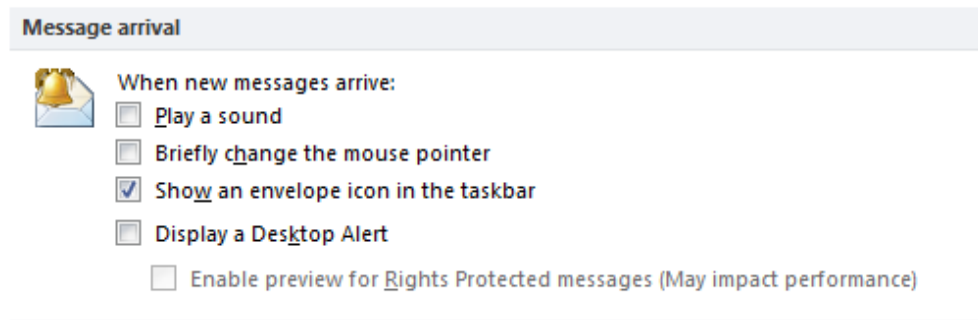 Message arrival
When new messages arrive:
Play a sound
Briefly change the mouse pointer
Show an envelope icon in the taskbar
Display a Desktop Alert
Enable preview for Rights Protected messages (May impact performance)